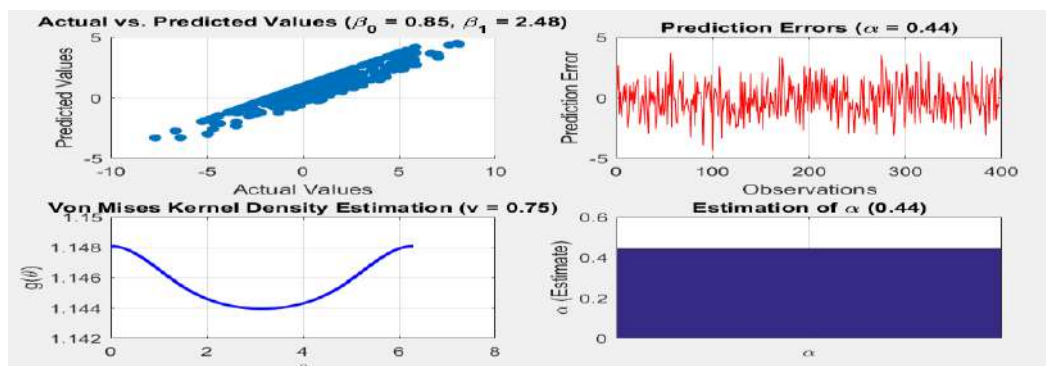 Actual vs. Predicted Values (β₀ = 0.85, β₁ = 2.48)
5
0
-5
Predicted Values
-10 -5 0 5 10
Actual Values
Prediction Errors (α = 0.44)
5
0
-5
Prediction Error
0 100 200 300 400
Observations
Von Mises Kernel Density Estimation (v = 0.75)
1.15
1.148
1.146
1.144
1.142
g(θ)
0 2 4 6 8
Estimation of α (0.44)
0.6
0.4
0.2
0
α (Estimate)
α